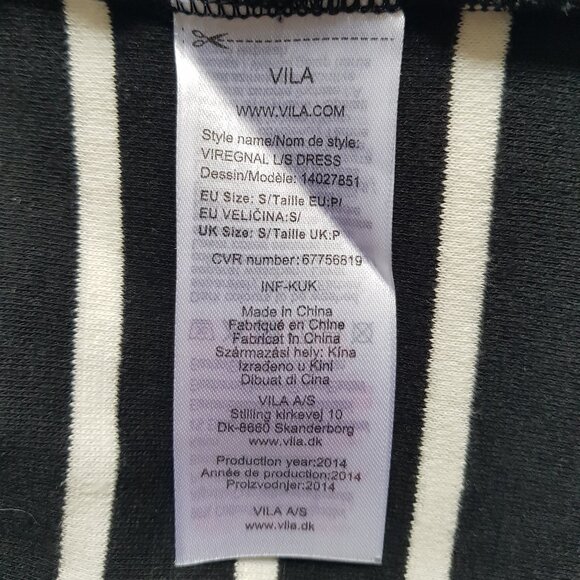 VILA
WWW.VILA.COM
Style name/Nom de style:
VIREGNAL L/S DRESS
Dessin/Modèle: 14027851
EU Size: S/Taille EU:P/
EU VELIČINA:S/
UK Size: S/Taille UK:P
CVR number:67756819
INF-KUK
Made in China
Fabriqué en Chine
Fabricat în China
Származási hely: Kína
Izrađeno u Kini
Dibuat di Cina
VILA A/S
Stilling kirkevej 10
Dk-8660 Skanderborg
www.vila.dk
Production year:2014
Année de production:2014
Proizvodnjer:2014
VILA A/S
www.vila.dk